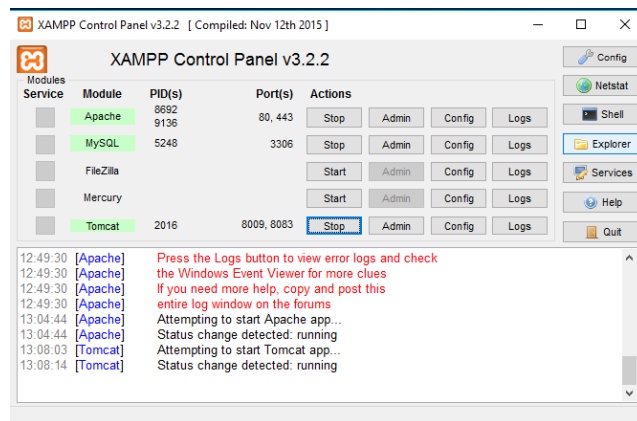 XAMPP Control Panel v3.2.2 [ Compiled: Nov 12th 2015 ]
XAMPP Control Panel v3.2.2
Config
Modules
Service Module PID(s) Port(s) Actions
Netstat
Apache 8692 9136 80, 443 Stop Admin Config Logs
Shell
MySQL 5248 3306 Stop Admin Config Logs
Explorer
FileZilla Start Admin Config Logs
Services
Mercury Start Admin Config Logs
Help
Tomcat 2016 8009, 8083 Stop Admin Config Logs
Quit
12:49:30 [Apache] Press the Logs button to view error logs and check
12:49:30 [Apache] the Windows Event Viewer for more clues
12:49:30 [Apache] If you need more help, copy and post this
12:49:30 [Apache] entire log window on the forums
13:04:44 [Apache] Attempting to start Apache app...
13:04:44 [Apache] Status change detected: running
13:08:03 [Tomcat] Attempting to start Tomcat app...
13:08:14 [Tomcat] Status change detected: running